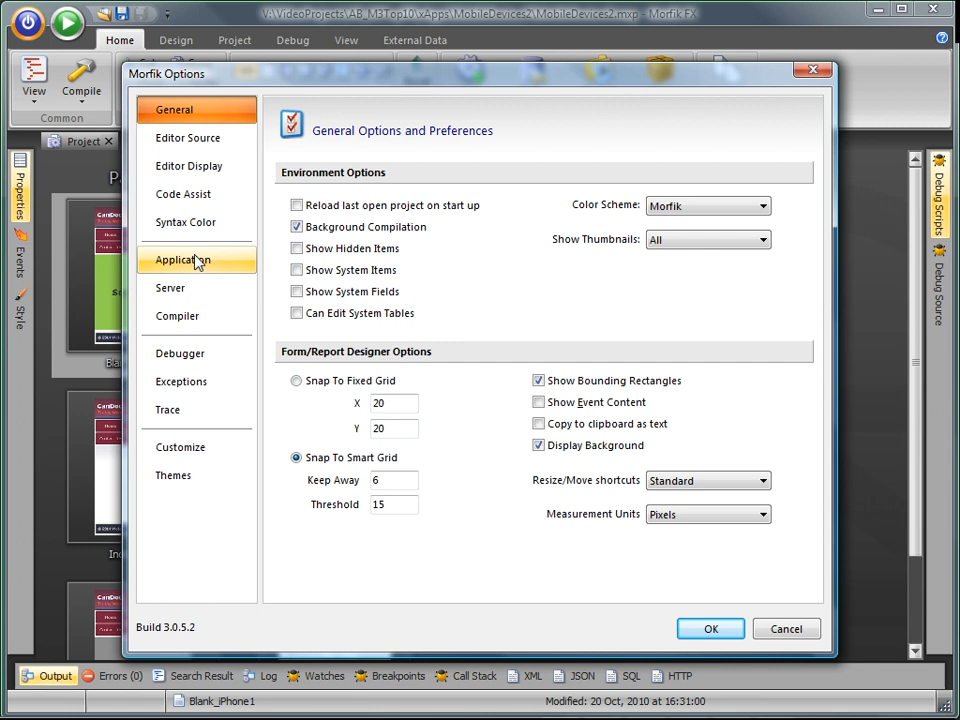 V:\VideoProjects\AB_M3Top10\xApps\MobileDevices2\MobileDevices2.mxp - Morfik FX
Home Design Project Debug View External Data
View Compile
Common
Morfik Options
Project
Properties
Events
Style
Debug Scripts
Debug Source
General
Editor Source
Editor Display
Code Assist
Syntax Color
Application
Server
Compiler
Debugger
Exceptions
Trace
Customize
Themes
General Options and Preferences
Environment Options
Reload last open project on start up
Background Compilation
Show Hidden Items
Show System Items
Show System Fields
Can Edit System Tables
Color Scheme: Morfik
Show Thumbnails: All
Form/Report Designer Options
Snap To Fixed Grid
X 20
Y 20
Snap To Smart Grid
Keep Away 6
Threshold 15
Show Bounding Rectangles
Show Event Content
Copy to clipboard as text
Display Background
Resize/Move shortcuts Standard
Measurement Units Pixels
Build 3.0.5.2
OK Cancel
Output Errors (0) Search Result Log Watches Breakpoints Call Stack XML JSON SQL HTTP
Blank_iPhone1 Modified: 20 Oct, 2010 at 16:31:00